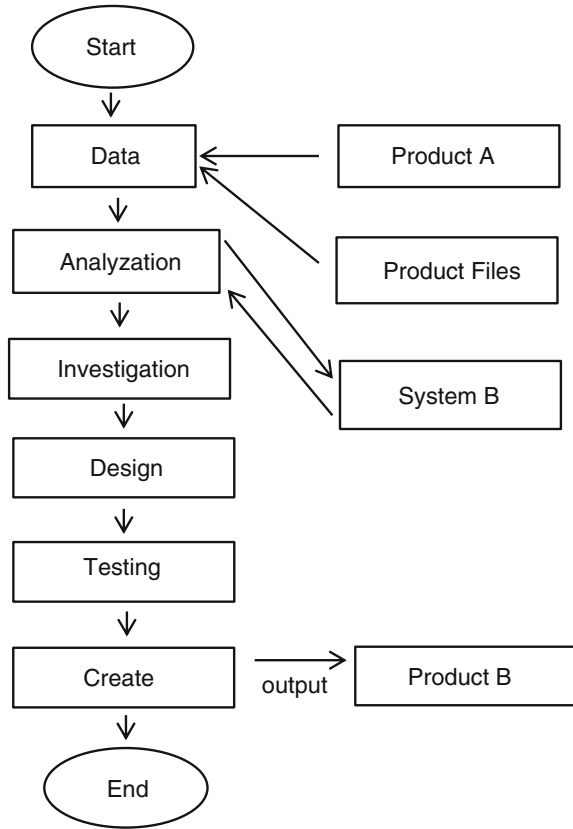 Start
Data
Product A
Analyzation
Product Files
Investigation
System B
Design
Testing
Create
output
Product B
End